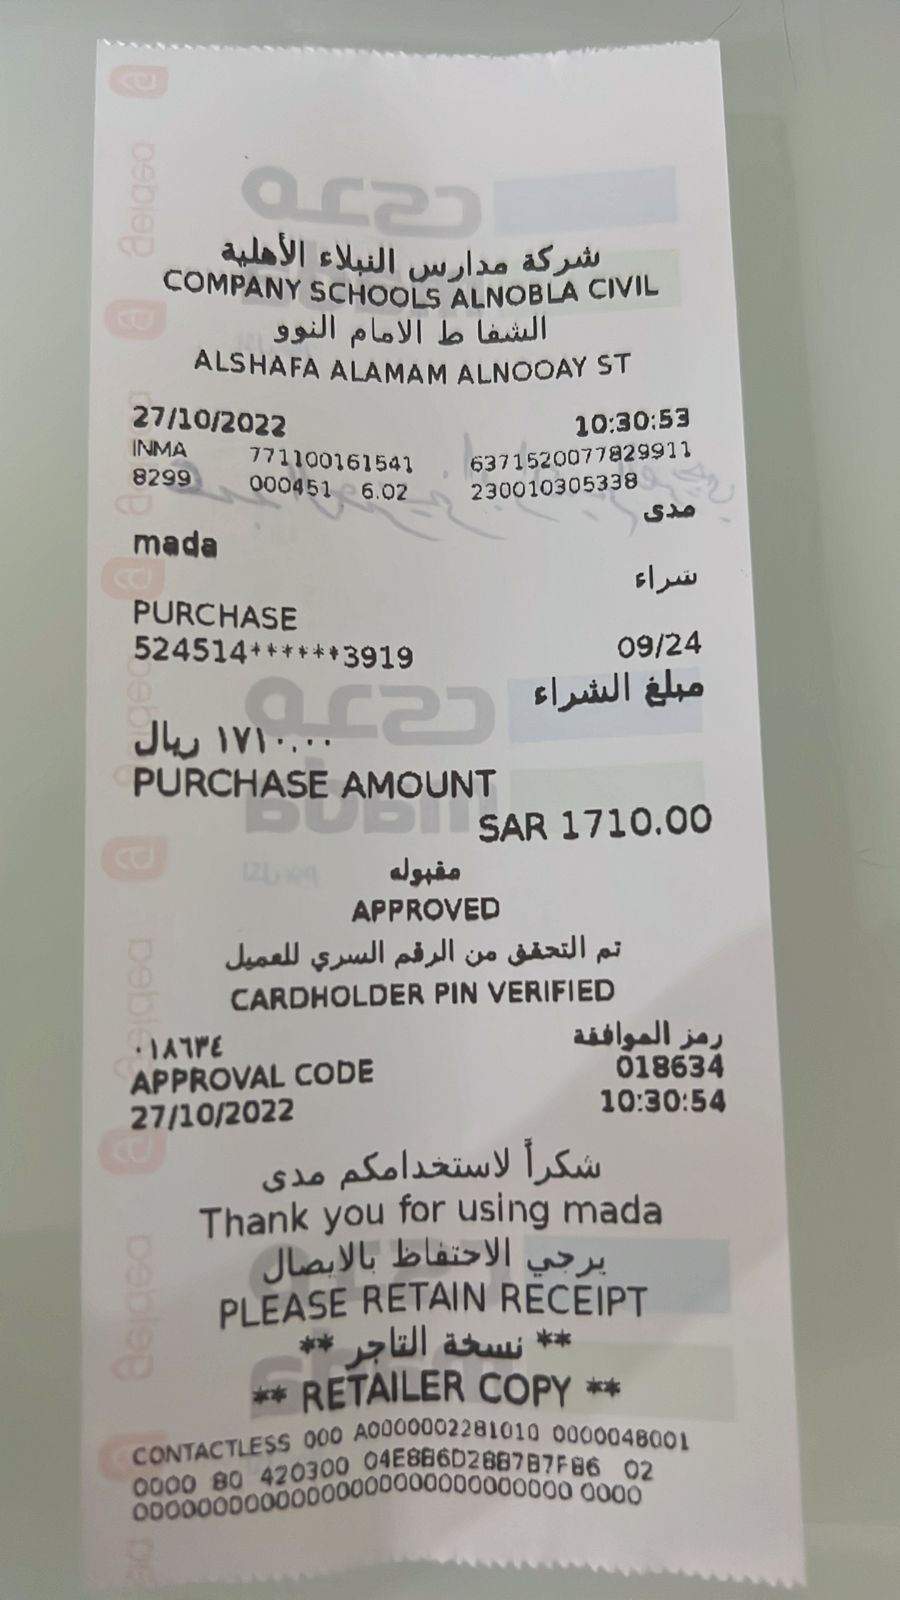 شركة مدارس النبلاء الأهلية
COMPANY SCHOOLS ALNOBLA CIVIL
الشفا ط الامام النوو
ALSHAFA ALAMAM ALNOOAY ST
27/10/2022 10:30:53
INMA 771100161541 6371520077829911
8299 000451 6.02 230010305338
مدى
mada
شراء
PURCHASE
524514******3919 09/24
مبلغ الشراء
١٧١٠.٠٠ ريال
PURCHASE AMOUNT
SAR 1710.00
مقبوله
APPROVED
تم التحقق من الرقم السري للعميل
CARDHOLDER PIN VERIFIED
٠١٨٦٣٤ رمز الموافقة
APPROVAL CODE 018634
27/10/2022 10:30:54
شكراً لاستخدامكم مدى
Thank you for using mada
يرجي الاحتفاظ بالايصال
PLEASE RETAIN RECEIPT
** نسخة التاجر **
** RETAILER COPY **
CONTACTLESS 000 A0000002281010 0000048001
0000 80 420300 04E8B6D28B7B7F86 02